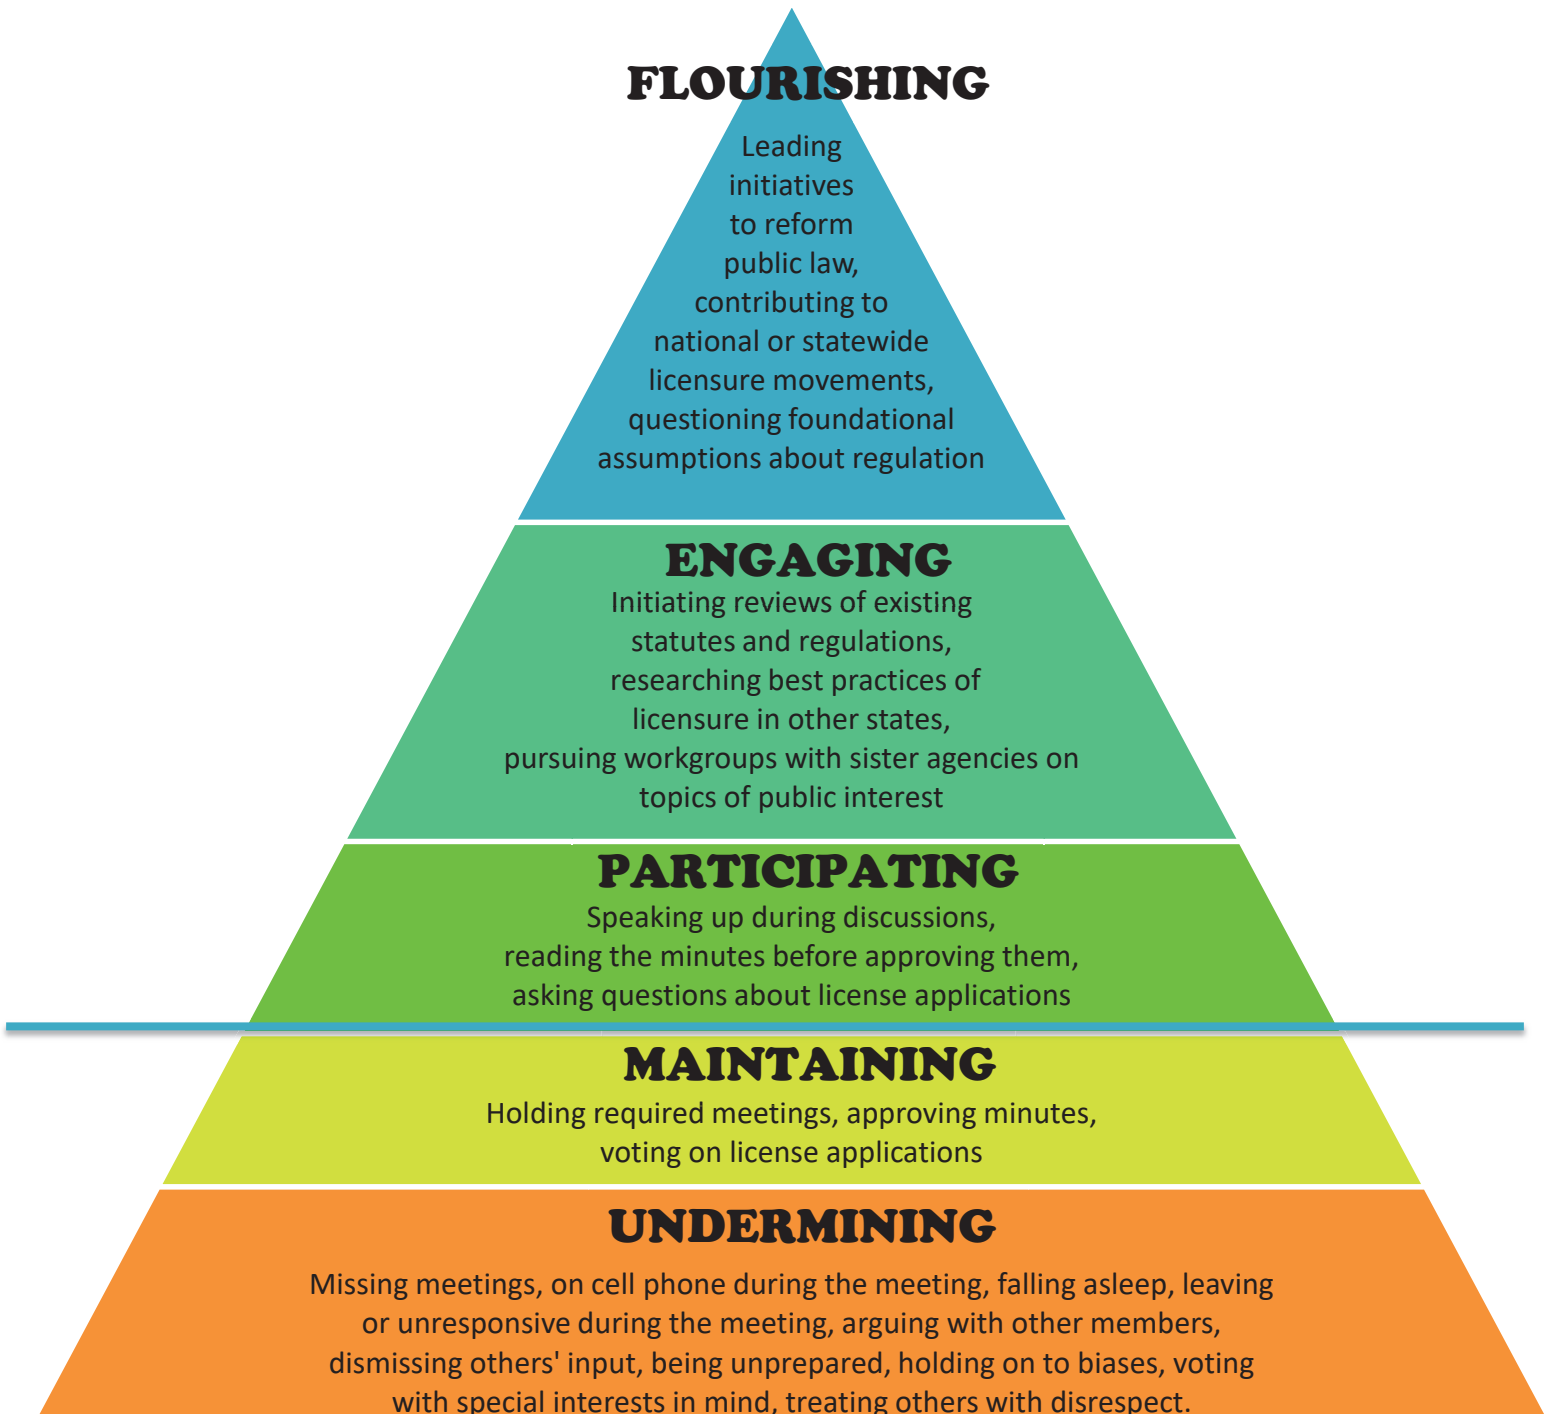 FLOURISHING
Leading
initiatives
to reform
public law,
contributing to
national or statewide
licensure movements,
questioning foundational
assumptions about regulation
ENGAGING
Initiating reviews of existing
statutes and regulations,
researching best practices of
licensure in other states,
pursuing workgroups with sister agencies on
topics of public interest
PARTICIPATING
Speaking up during discussions,
reading the minutes before approving them,
asking questions about license applications
MAINTAINING
Holding required meetings, approving minutes,
voting on license applications
UNDERMINING
Missing meetings, on cell phone during the meeting, falling asleep, leaving
or unresponsive during the meeting, arguing with other members,
dismissing others' input, being unprepared, holding on to biases, voting
with special interests in mind, treating others with disrespect.